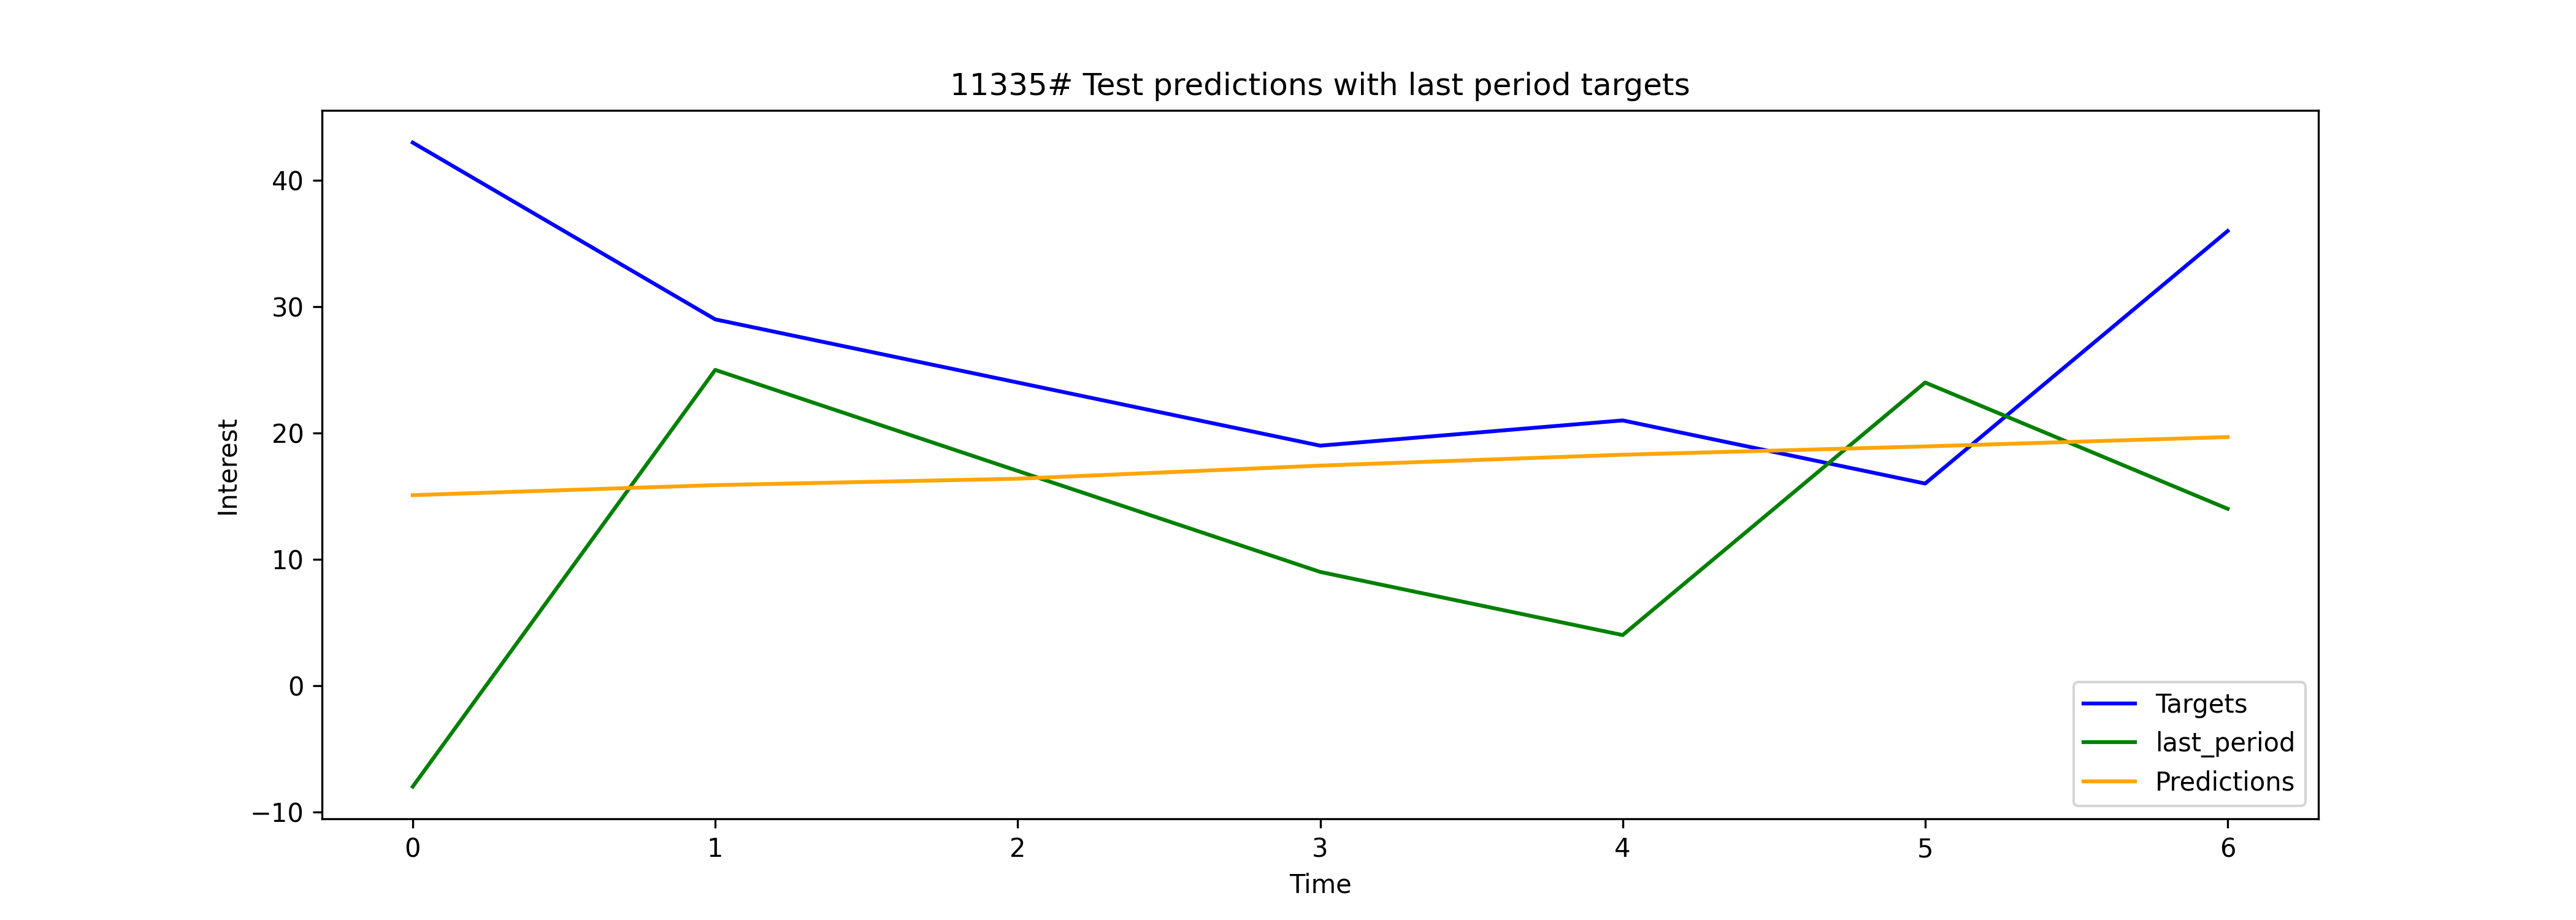 11335# Test predictions with last period targets
Interest
40
30
20
10
0
−10
0 1 2 3 4 5 6
Time
Targets
last_period
Predictions